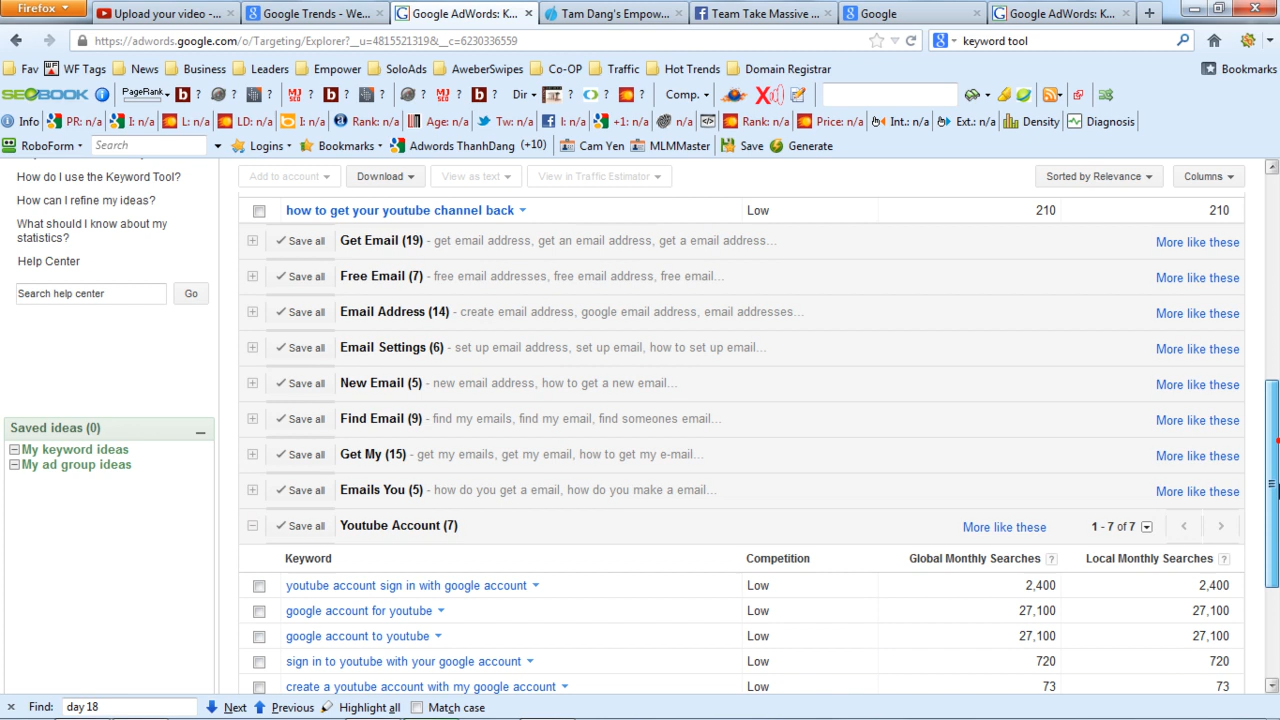 Firefox
Upload your video -... Google Trends - We... Google AdWords: K... Tam Dang's Empow... Team Take Massive ... Google Google AdWords: K...
https://adwords.google.com/o/Targeting/Explorer?__u=4815521319&__c=6230336559 keyword tool
Fav WF Tags News Business Leaders Empower SoloAds AweberSwipes Co-OP Traffic Hot Trends Domain Registrar Bookmarks
SEOBOOK PageRank ? ? ? ? ? ? ? ? Dir ? ? ? Comp.
Info PR: n/a I: n/a L: n/a LD: n/a I: n/a Rank: n/a Age: n/a Tw: n/a l: n/a +1: n/a n/a Rank: n/a Price: n/a Int.: n/a Ext.: n/a Density Diagnosis
RoboForm Search Logins Bookmarks Adwords ThanhDang (+10) Cam Yen MLMMaster Save Generate
How do I use the Keyword Tool?
How can I refine my ideas?
What should I know about my
statistics?
Help Center
Search help center Go
Saved ideas (0)
My keyword ideas
My ad group ideas
Add to account Download View as text View in Traffic Estimator Sorted by Relevance Columns
how to get your youtube channel back Low 210 210
Save all Get Email (19) - get email address, get an email address, get a email address... More like these
Save all Free Email (7) - free email addresses, free email address, free email... More like these
Save all Email Address (14) - create email address, google email address, email addresses... More like these
Save all Email Settings (6) - set up email address, set up email, how to set up email... More like these
Save all New Email (5) - new email address, how to get a new email... More like these
Save all Find Email (9) - find my emails, find my email, find someones email... More like these
Save all Get My (15) - get my emails, get my email, how to get my e-mail... More like these
Save all Emails You (5) - how do you get a email, how do you make a email... More like these
Save all Youtube Account (7) More like these 1 - 7 of 7
Keyword Competition Global Monthly Searches ? Local Monthly Searches ?
youtube account sign in with google account Low 2,400 2,400
google account for youtube Low 27,100 27,100
google account to youtube Low 27,100 27,100
sign in to youtube with your google account Low 720 720
create a youtube account with my google account Low 73 73
Find: day 18 Next Previous Highlight all Match case